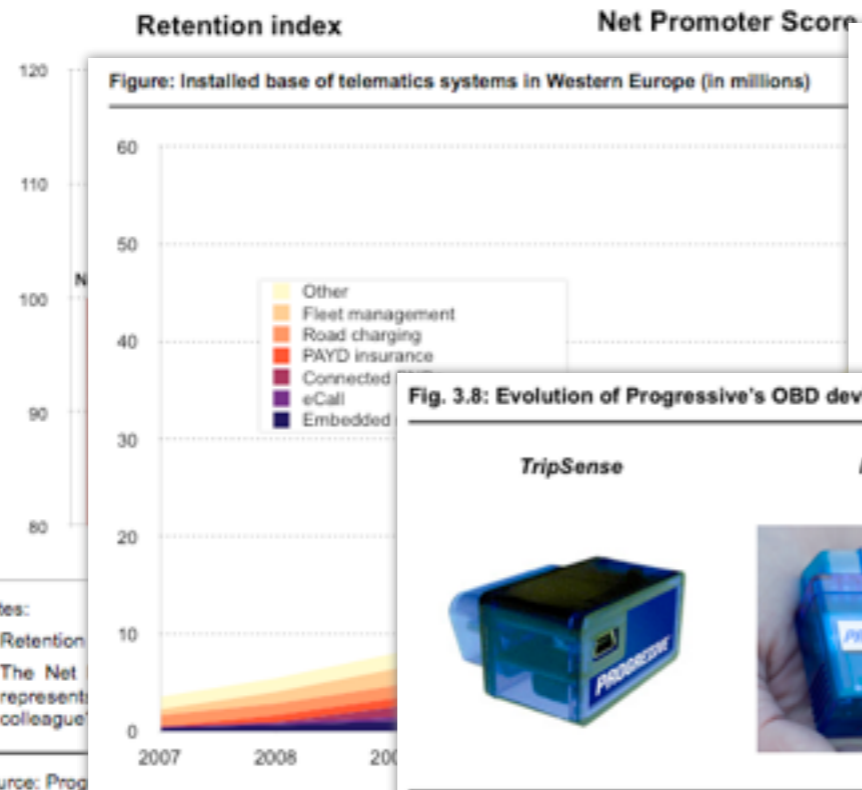 Retention index
Net Promoter Score
120
110
N
100
90
80
tes:
Retention
The Net
represents
colleague'
urce: Prog
Figure: Installed base of telematics systems in Western Europe (in millions)
60
50
40
30
20
10
0
2007
2008
200
Other
Fleet management
Road charging
PAYD insurance
Connected
eCall
Embedded
Fig. 3.8: Evolution of Progressive's OBD dev
TripSense
PROGRESSIVE